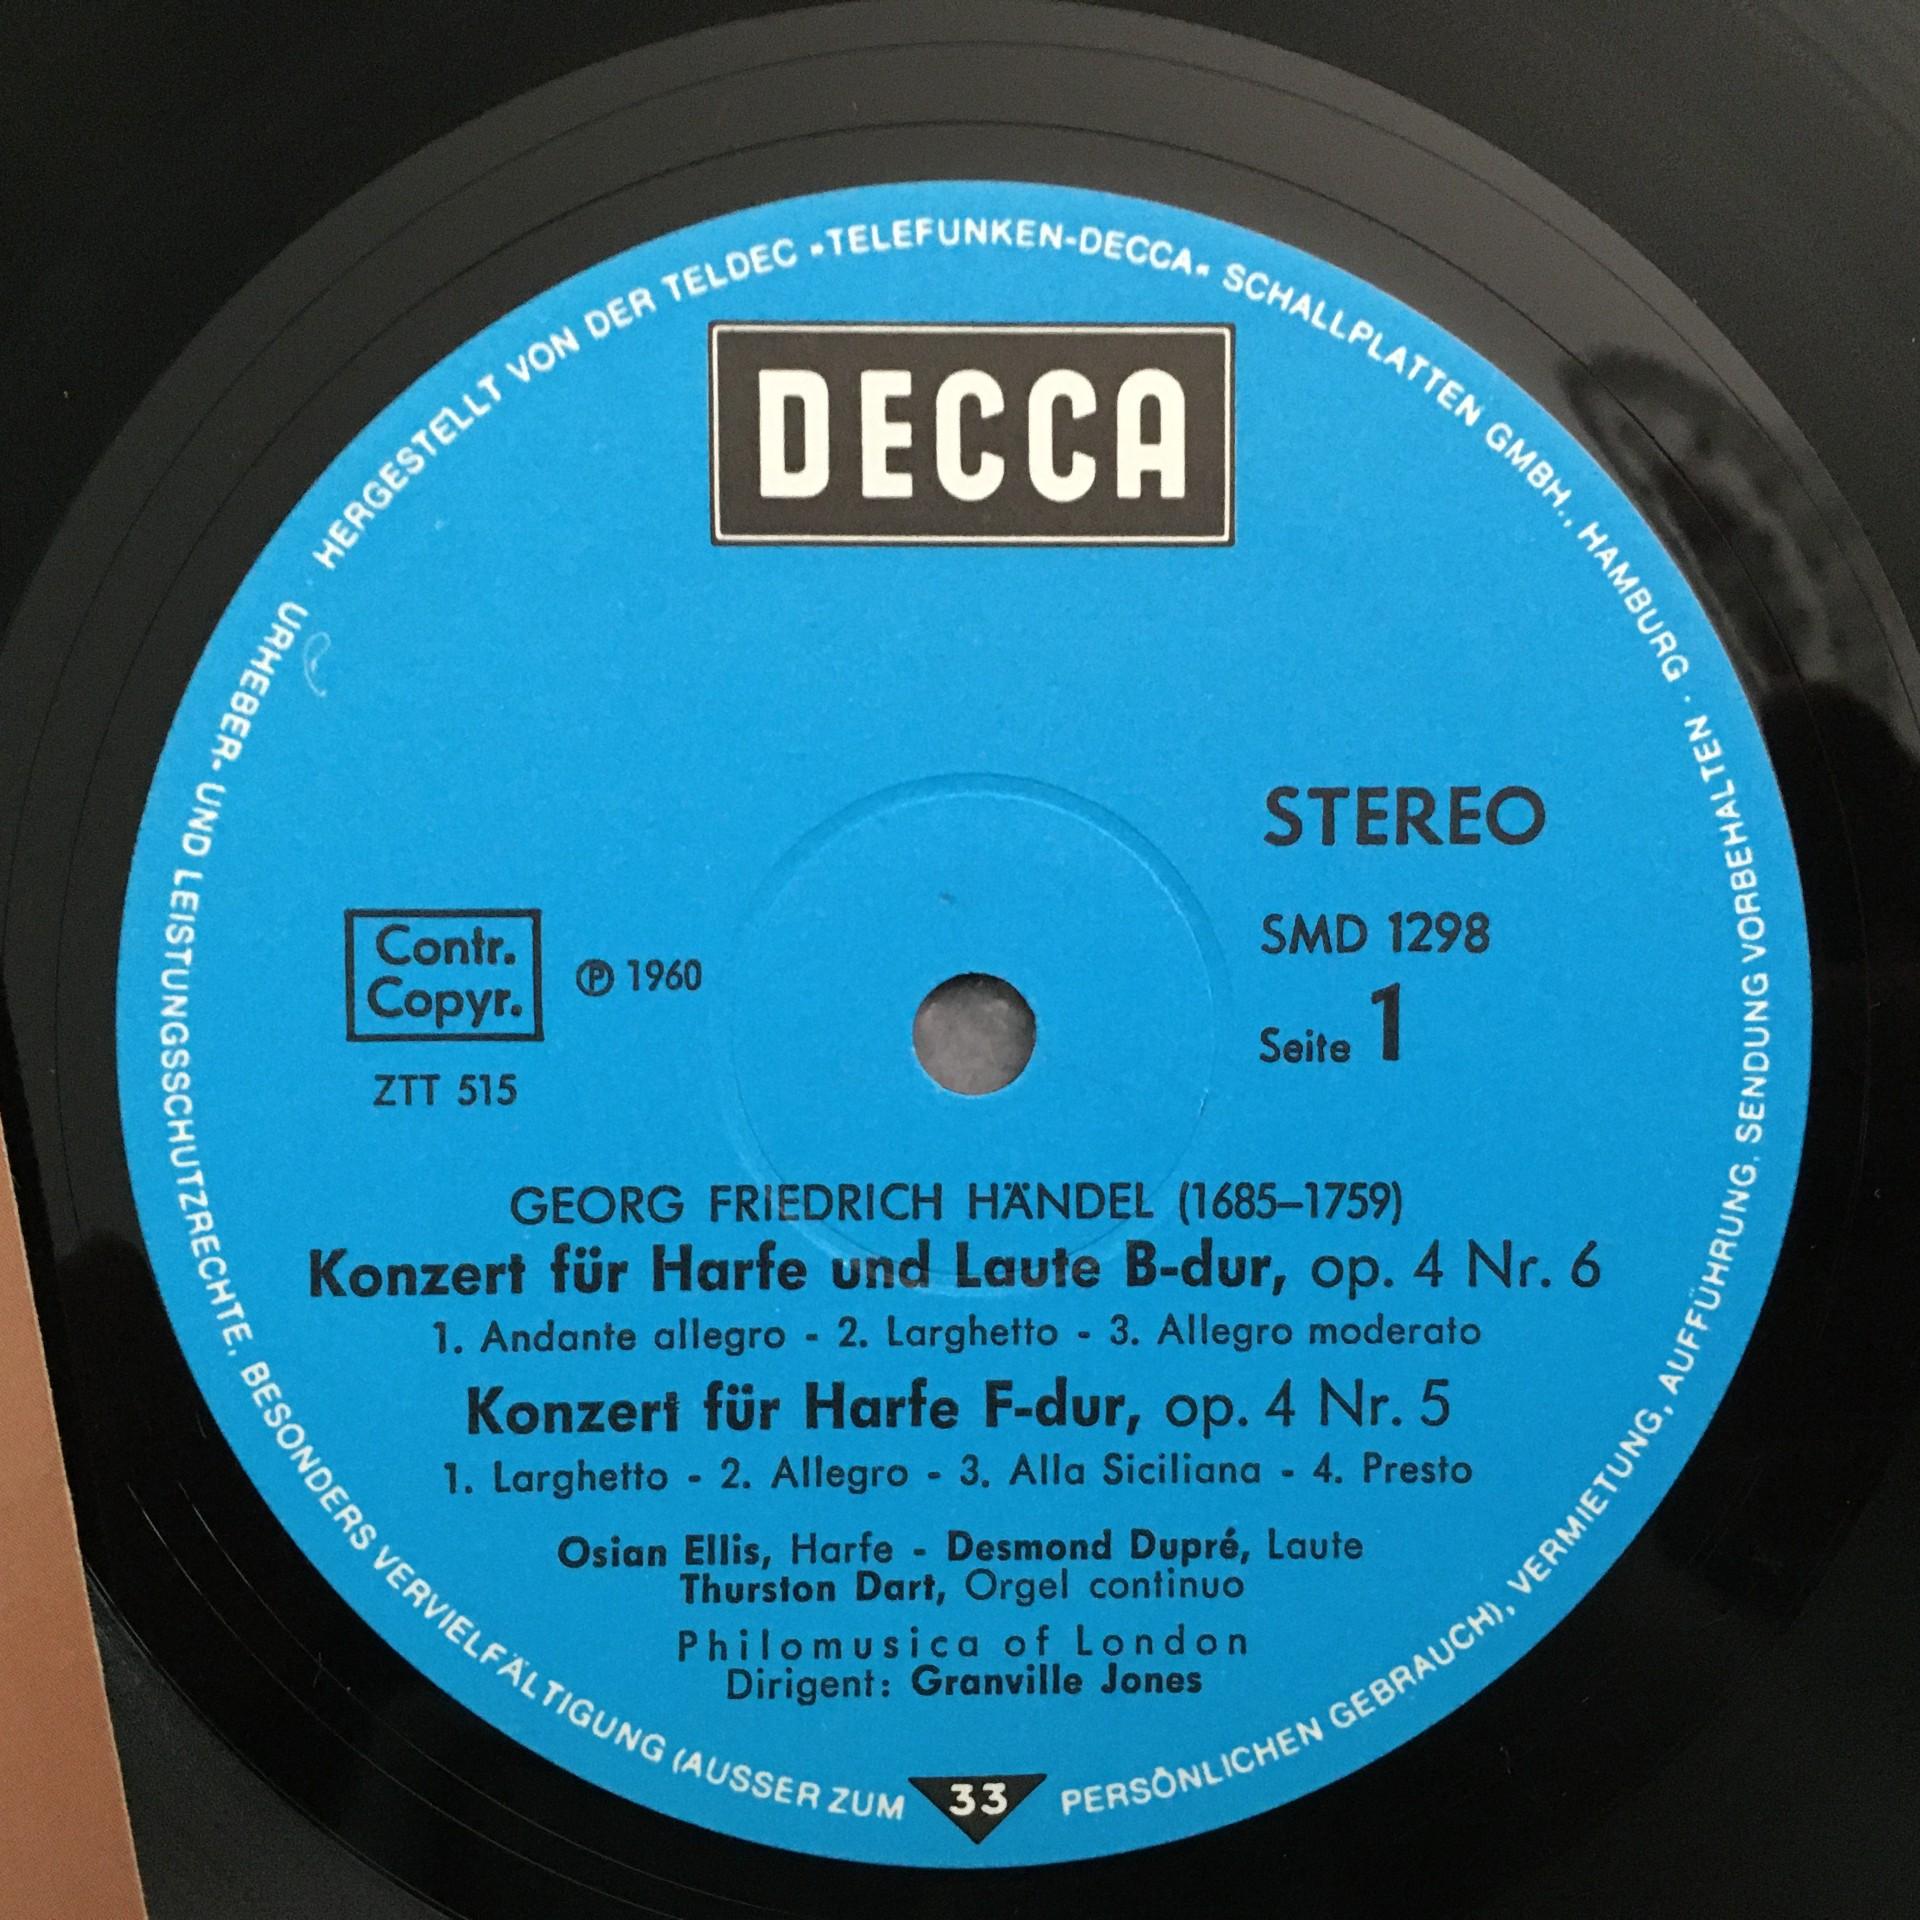 HERGESTELLT VON DER TELDEC »TELEFUNKEN-DECCA« SCHALLPLATTEN GMBH., HAMBURG ·
DECCA
STEREO
SMD 1298
Seite 1
Contr.
Copyr.
℗ 1960
ZTT 515
GEORG FRIEDRICH HÄNDEL (1685–1759)
Konzert für Harfe und Laute B-dur, op. 4 Nr. 6
1. Andante allegro - 2. Larghetto - 3. Allegro moderato
Konzert für Harfe F-dur, op. 4 Nr. 5
1. Larghetto - 2. Allegro - 3. Alla Siciliana - 4. Presto
Osian Ellis, Harfe - Desmond Dupré, Laute
Thurston Dart, Orgel continuo
Philomusica of London
Dirigent: Granville Jones
33
URHEBER- UND LEISTUNGSSCHUTZRECHTE, BESONDERS VERVIELFÄLTIGUNG (AUSSER ZUM PERSÖNLICHEN GEBRAUCH), VERMIETUNG, AUFFÜHRUNG, SENDUNG VORBEHALTEN ·